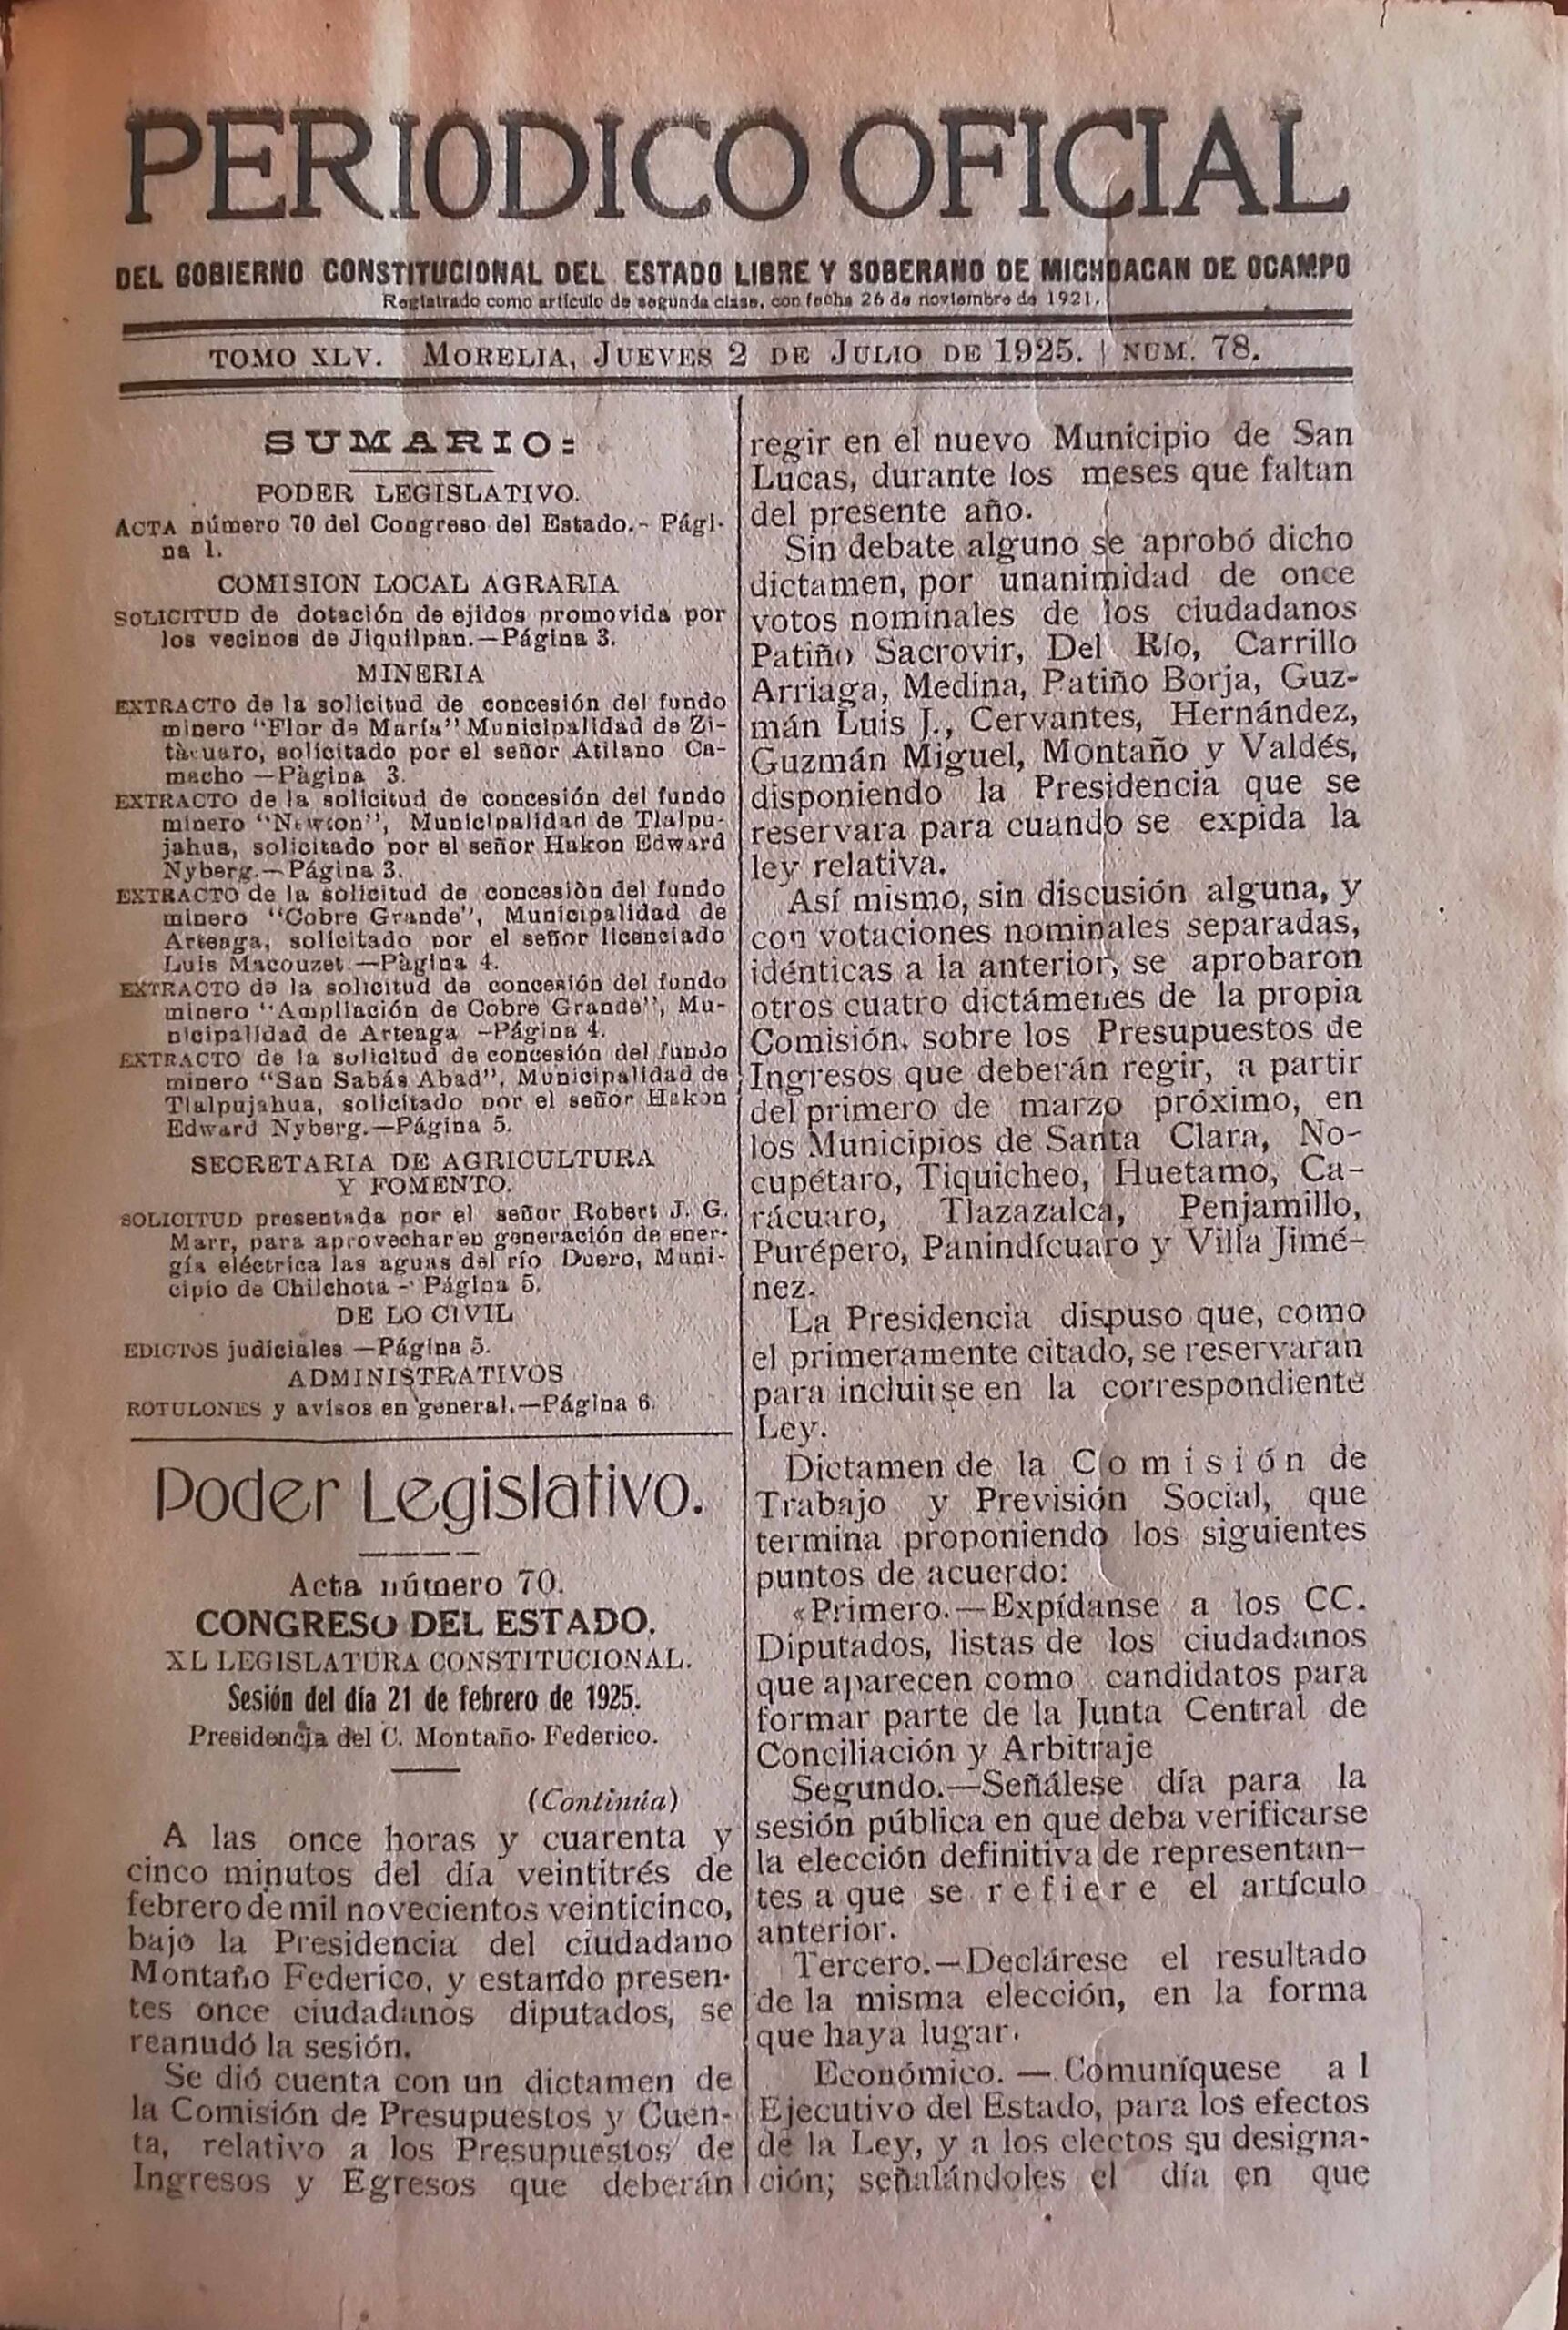 PERIODICO OFICIAL
DEL GOBIERNO CONSTITUCIONAL DEL ESTADO LIBRE Y SOBERANO DE MICHOACAN DE OCAMPO
Registrado como artículo de segunda clase, con fecha 26 de noviembre de 1921.
TOMO XLV. MORELIA, JUEVES 2 DE JULIO DE 1925. NUM. 78.
SUMARIO:
PODER LEGISLATIVO.
ACTA número 70 del Congreso del Estado.- Pági-
na 1.
COMISION LOCAL AGRARIA
SOLICITUD de dotación de ejidos promovida por
los vecinos de Jiquilpan.—Página 3.
MINERIA
EXTRACTO de la solicitud de concesión del fundo
minero "Flor de María" Municipalidad de Zi-
tàcuaro, solicitado por el señor Atilano Ca-
macho —Pàgina 3.
EXTRACTO de la solicitud de concesión del fundo
minero "Newton", Municipalidad de Tlalpu-
jahua, solicitado por el señor Hakon Edward
Nyberg.—Página 3.
EXTRACTO de la solicitud de concesiòn del fundo
minero "Cobre Grande", Municipalidad de
Arteaga, solicitado por el señor licenciado
Luis Macouzet —Pàgina 4.
EXTRACTO de la solicitud de concesión del fundo
minero "Ampliación de Cobre Grande", Mu-
nicipalidad de Arteaga —Página 4.
EXTRACTO de la solicitud de concesión del fundo
minero "San Sabás Abad", Municipalidad de
Tlalpujahua, solicitado por el señor Hakon
Edward Nyberg.—Página 5.
SECRETARIA DE AGRICULTURA
Y FOMENTO.
SOLICITUD presentada por el señor Robert J. G.
Marr, para aprovechar en generación de ener-
gía eléctrica las aguas del río Duero, Muni-
cipio de Chilchota - Página 5.
DE LO CIVIL
EDICTOS judiciales —Página 5.
ADMINISTRATIVOS
ROTULONES y avisos en general.—Página 6.
Poder Legislativo.
Acta número 70.
CONGRESO DEL ESTADO.
XL LEGISLATURA CONSTITUCIONAL.
Sesión del día 21 de febrero de 1925.
Presidencia del C. Montaño Federico.
(Continúa)
A las once horas y cuarenta y
cinco minutos del día veintitrés de
febrero de mil novecientos veinticinco,
bajo la Presidencia del ciudadano
Montaño Federico, y estando presen-
tes once ciudadanos diputados, se
reanudó la sesión.
Se dió cuenta con un dictamen de
la Comisión de Presupuestos y Cuen-
ta, relativo a los Presupuestos de
Ingresos y Egresos que deberán
regir en el nuevo Municipio de San
Lucas, durante los meses que faltan
del presente año.
Sin debate alguno se aprobó dicho
dictamen, por unanimidad de once
votos nominales de los ciudadanos
Patiño Sacrovir, Del Río, Carrillo
Arriaga, Medina, Patiño Borja, Guz-
mán Luis J., Cervantes, Hernández,
Guzmán Miguel, Montaño y Valdés,
disponiendo la Presidencia que se
reservara para cuando se expida la
ley relativa.
Así mismo, sin discusión alguna, y
con votaciones nominales separadas,
idénticas a la anterior, se aprobaron
otros cuatro dictámenes de la propia
Comisión, sobre los Presupuestos de
Ingresos que deberán regir, a partir
del primero de marzo próximo, en
los Municipios de Santa Clara, No-
cupétaro, Tiquicheo, Huetamo, Ca-
rácuaro, Tlazazalca, Penjamillo,
Purépero, Panindícuaro y Villa Jimé-
nez.
La Presidencia dispuso que, como
el primeramente citado, se reservaran
para incluirse en la correspondiente
Ley.
Dictamen de la Comisión de
Trabajo y Previsión Social, que
termina proponiendo los siguientes
puntos de acuerdo:
«Primero.—Expídanse a los CC.
Diputados, listas de los ciudadanos
que aparecen como candidatos para
formar parte de la Junta Central de
Conciliación y Arbitraje
Segundo.—Señálese día para la
sesión pública en que deba verificarse
la elección definitiva de representan-
tes a que se refiere el artículo
anterior.
Tercero.—Declárese el resultado
de la misma elección, en la forma
que haya lugar.
Económico. — Comuníquese al
Ejecutivo del Estado, para los efectos
de la Ley, y a los electos su designa-
ción; señalándoles el día en que